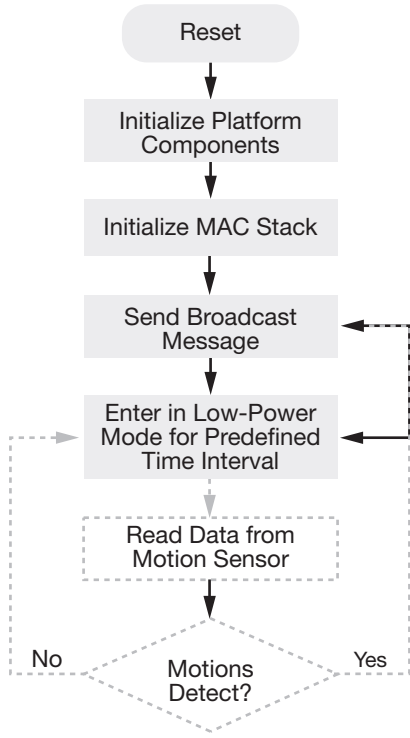 Reset
Initialize Platform
Components
Initialize MAC Stack
Send Broadcast
Message
Enter in Low-Power
Mode for Predefined
Time Interval
Read Data from
Motion Sensor
No
Motions
Detect?
Yes